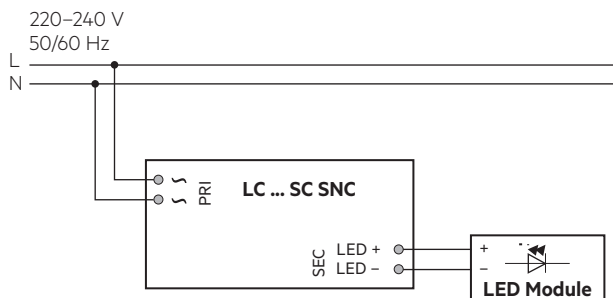 220–240 V
50/60 Hz
L
N
~
~
PRI
LC ... SC SNC
SEC
LED +
LED –
+
–
LED Module